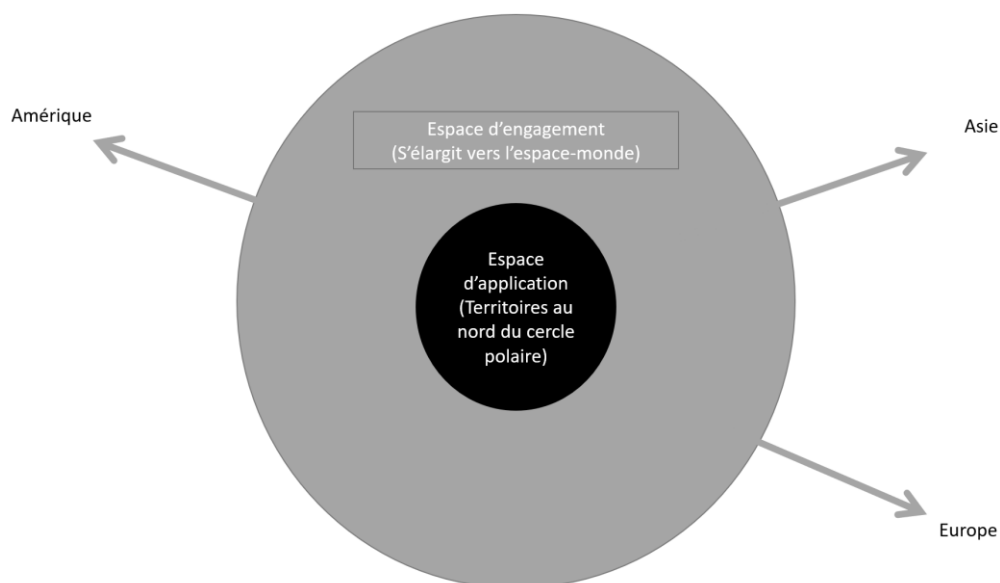 Amérique
Asie
Espace d’engagement
(S’élargit vers l’espace-monde)
Espace
d’application
(Territoires au
nord du cercle
polaire)
Europe